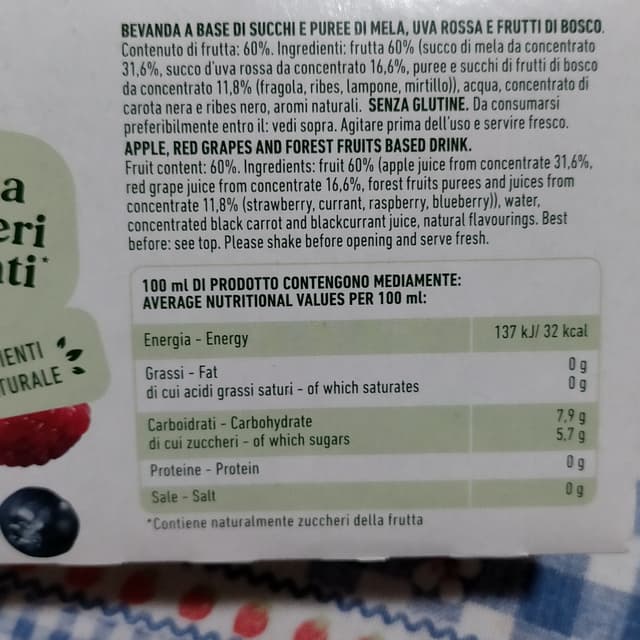 BEVANDA A BASE DI SUCCHI E PUREE DI MELA, UVA ROSSA E FRUTTI DI BOSCO.
Contenuto di frutta: 60%. Ingredienti: frutta 60% (succo di mela da concentrato
31,6%, succo d'uva rossa da concentrato 16,6%, puree e succhi di frutti di bosco
da concentrato 11,8% (fragola, ribes, lampone, mirtillo)), acqua, concentrato di
carota nera e ribes nero, aromi naturali. SENZA GLUTINE. Da consumarsi
preferibilmente entro il: vedi sopra. Agitare prima dell'uso e servire fresco.
APPLE, RED GRAPES AND FOREST FRUITS BASED DRINK.
Fruit content: 60%. Ingredients: fruit 60% (apple juice from concentrate 31,6%,
red grape juice from concentrate 16,6%, forest fruits purees and juices from
concentrate 11,8% (strawberry, currant, raspberry, blueberry)), water,
concentrated black carrot and blackcurrant juice, natural flavourings. Best
before: see top. Please shake before opening and serve fresh.
a
eri
ati*
IENTI
TURALE
100 ml DI PRODOTTO CONTENGONO MEDIAMENTE:
AVERAGE NUTRITIONAL VALUES PER 100 ml:
Energia - Energy 137 kJ/ 32 kcal
Grassi - Fat 0 g
di cui acidi grassi saturi - of which saturates 0 g
Carboidrati - Carbohydrate 7,9 g
di cui zuccheri - of which sugars 5,7 g
Proteine - Protein 0 g
Sale - Salt 0 g
*Contiene naturalmente zuccheri della frutta